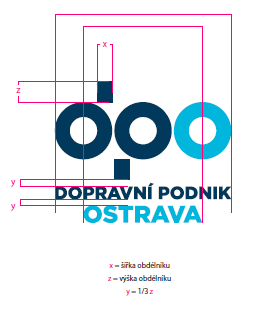 x
z
y
y
DOPRAVNÍ PODNIK
OSTRAVA
x = šířka obdélníku
z = výška obdélníku
y = 1/3 z